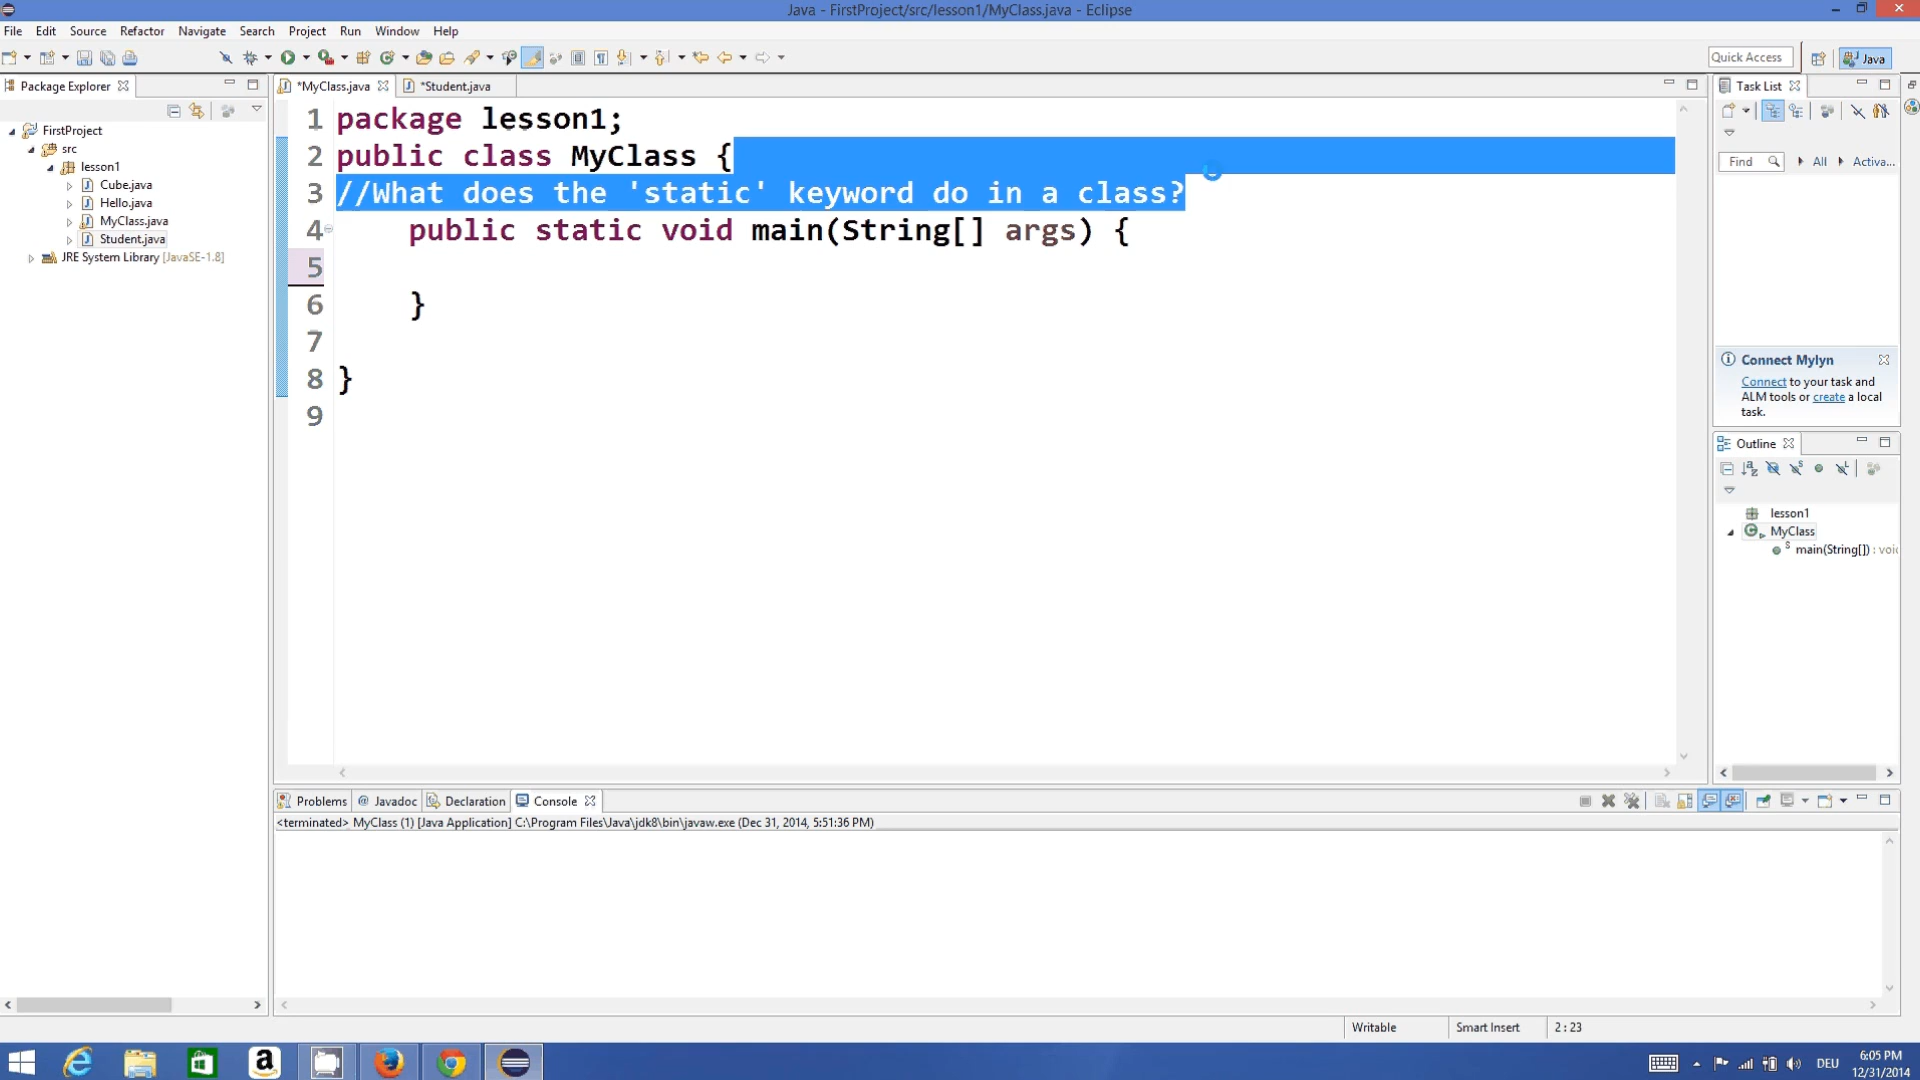 Java - FirstProject/src/lesson1/MyClass.java - Eclipse
File Edit Source Refactor Navigate Search Project Run Window Help
Quick Access Java
Package Explorer
FirstProject
src
lesson1
Cube.java
Hello.java
MyClass.java
Student.java
JRE System Library [JavaSE-1.8]
*MyClass.java *Student.java
1 package lesson1;
2 public class MyClass {
3 //What does the 'static' keyword do in a class?
4 public static void main(String[] args) {
5
6 }
7
8 }
9
Task List
Find All Activa...
Connect Mylyn
Connect to your task and
ALM tools or create a local
task.
Outline
lesson1
MyClass
main(String[]) : voi
Problems @ Javadoc Declaration Console
<terminated> MyClass (1) [Java Application] C:\Program Files\Java\jdk8\bin\javaw.exe (Dec 31, 2014, 5:51:36 PM)
Writable Smart Insert 2 : 23
DEU 6:05 PM
12/31/2014